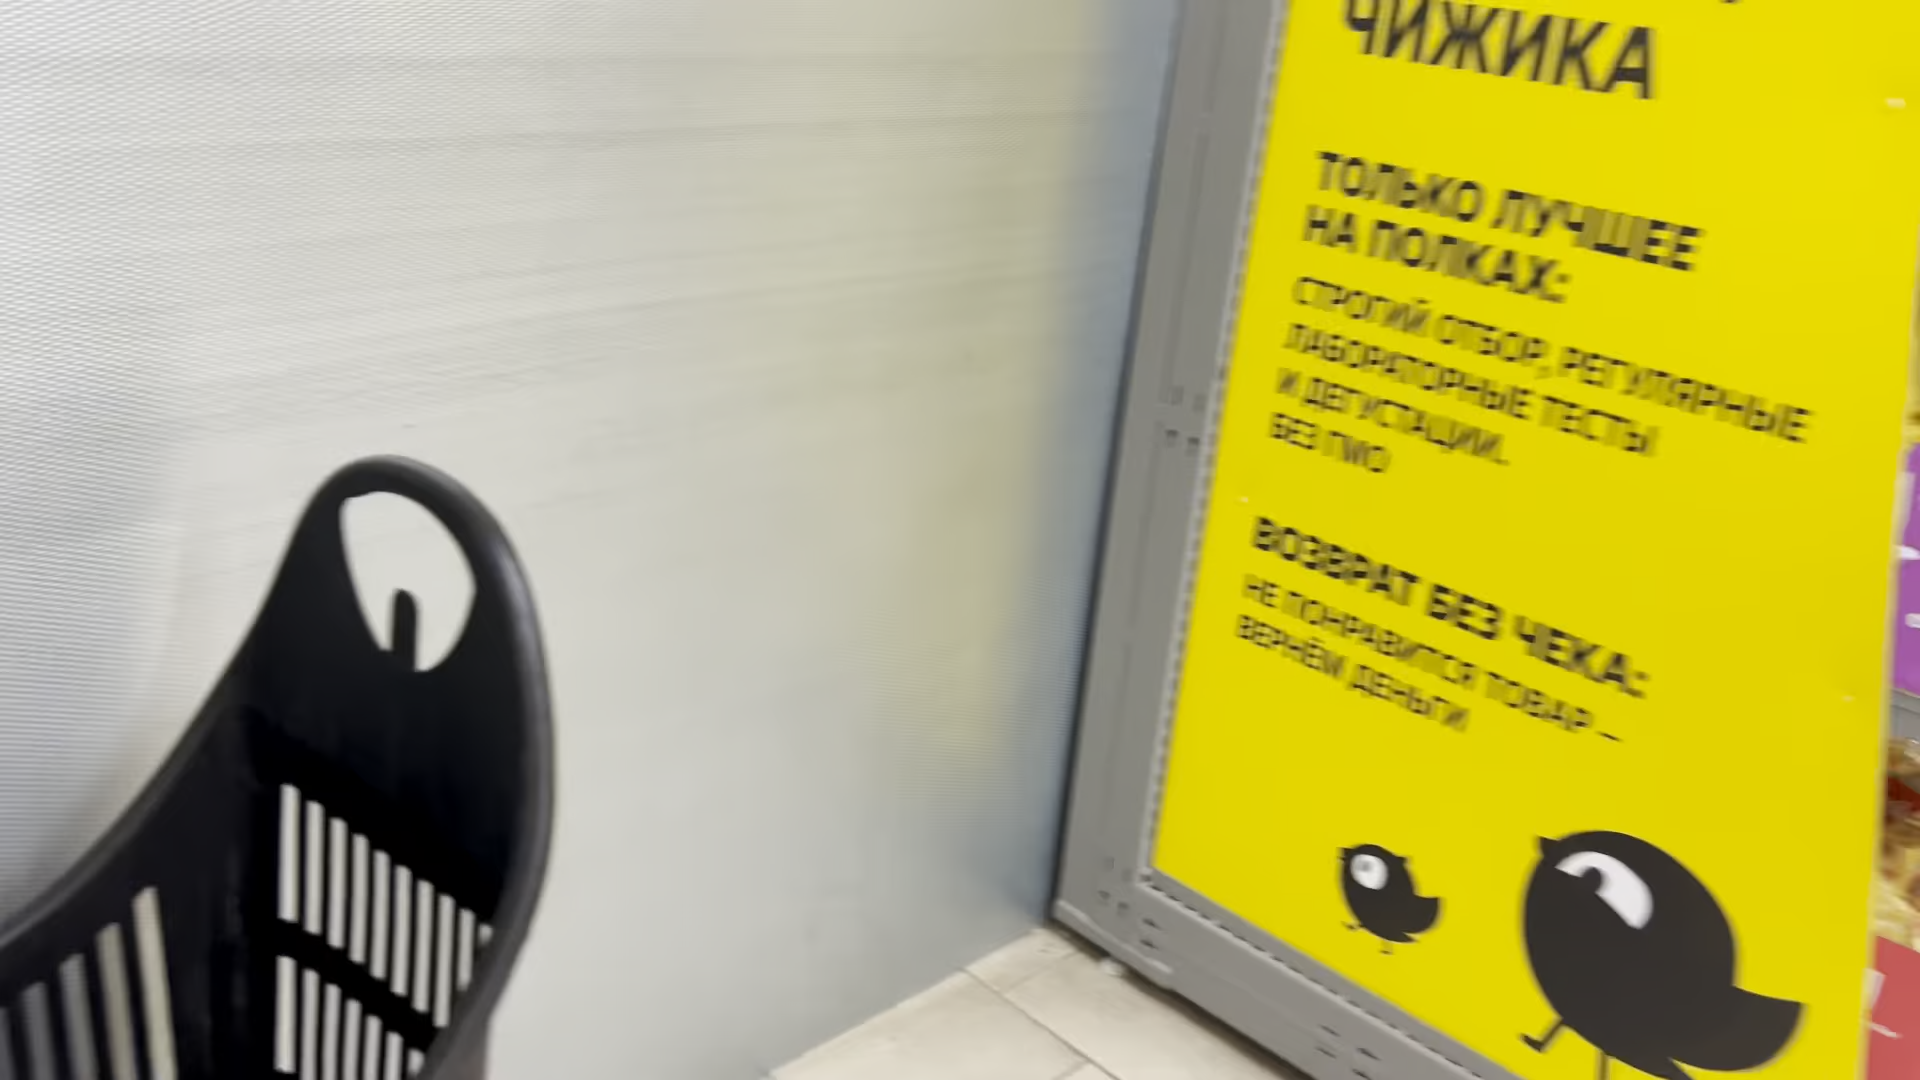 ЧИЖИКА
ТОЛЬКО ЛУЧШЕЕ
НА ПОЛКАХ:
СТРОГИЙ ОТБОР, РЕГУЛЯРНЫЕ
ЛАБОРАТОРНЫЕ ТЕСТЫ
И ДЕГУСТАЦИИ.
БЕЗ ГМО
ВОЗВРАТ БЕЗ ЧЕКА:
НЕ ПОНРАВИТСЯ ТОВАР –
ВЕРНЁМ ДЕНЬГИ